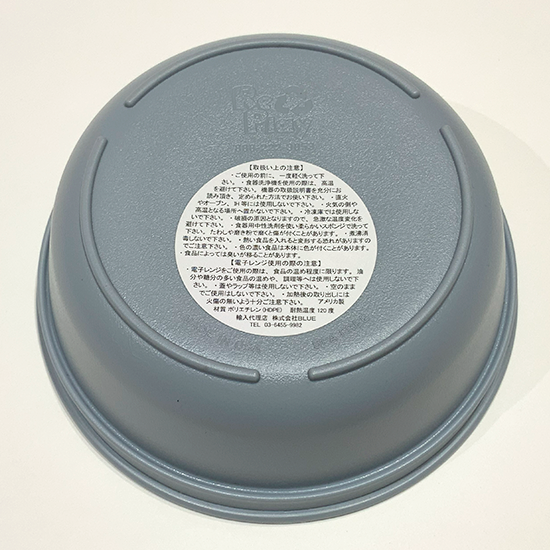 Re Play
【取扱い上の注意】
・ご使用の前に、一度軽く洗って下
さい。・食器洗浄機を使用の際は、高温
を避けて下さい。機器の取扱説明書を充分にお
読み頂き、定められた方法でお使い下さい。・直火
やオーブン、IH等には使用しないで下さい。・火気の側や
高温となる場所へ置かないで下さい。・冷凍庫では使用しな
いで下さい。・破損の原因となりますので、急激な温度変化を
避けて下さい。・食器用中性洗剤を使い柔らかいスポンジで洗って
下さい。たわしや磨き粉で磨くと傷が付くことがあります。・煮沸消
毒しないで下さい。・熱い食品を入れると変形する恐れがありますの
でご注意下さい。・色の濃い食品は本体に色が付くことがあります。
・食品によっては臭いが移ることがあります。
【電子レンジ使用の際の注意】
・電子レンジをご使用の際は、食品の温め程度に限ります。油
分や糖分の多い食品の温めや、調理等へは使用しないで下
さい。・蓋やラップ等は使用しないで下さい。・空のまま
でご使用はしないで下さい。・加熱後の取り出しには
火傷の無いよう十分ご注意下さい。 アメリカ製
材質 ポリエチレン(HDPE) 耐熱温度 120 度
輸入代理店 株式会社BLUE
TEL 03-6455-9982